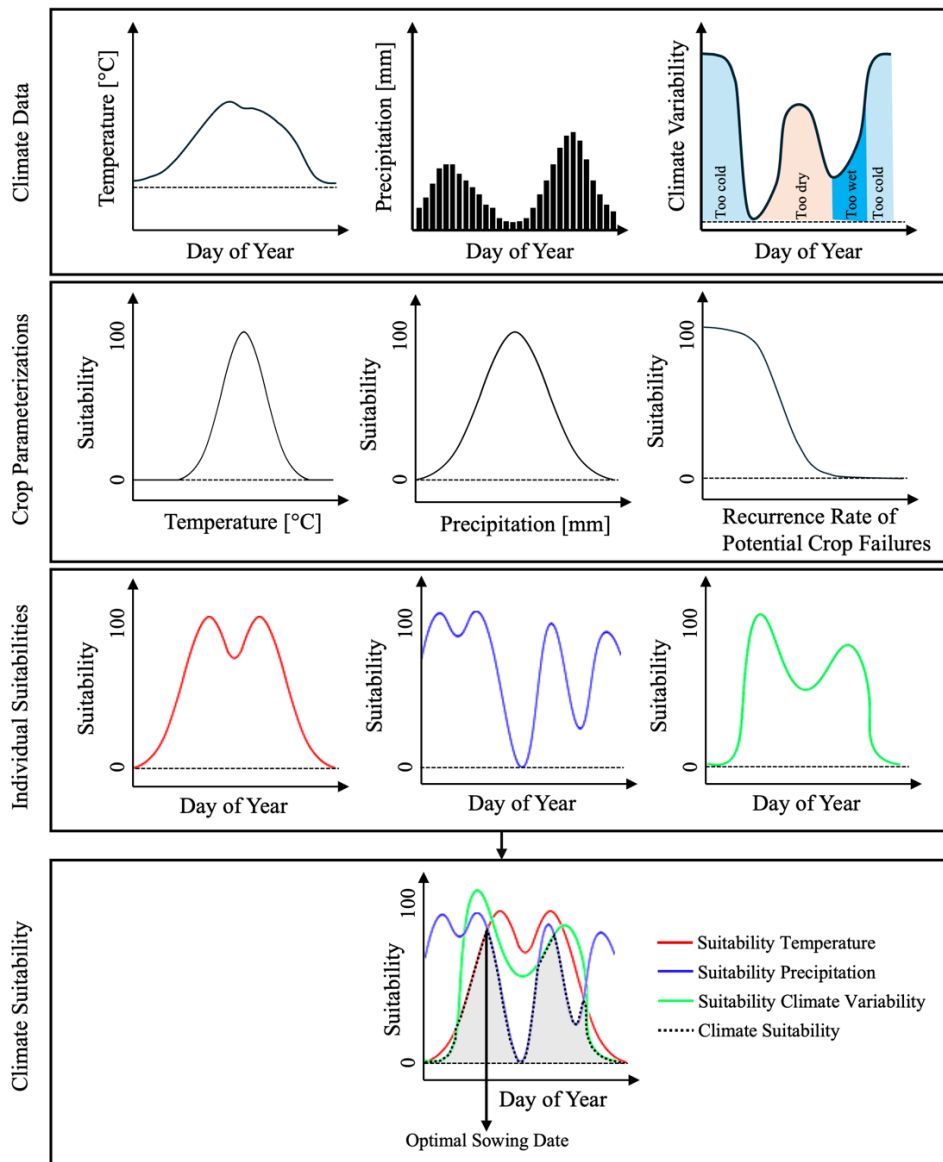 Climate Data
Temperature [°C]
Day of Year
Precipitation [mm]
Day of Year
Climate Variability
Too cold
Too dry
Too wet
Too cold
Day of Year
Crop Parameterizations
Suitability
100
0
Temperature [°C]
Suitability
100
0
Precipitation [mm]
Suitability
100
0
Recurrence Rate of
Potential Crop Failures
Individual Suitabilities
Suitability
100
0
Day of Year
Suitability
100
0
Day of Year
Suitability
100
0
Day of Year
Climate Suitability
Suitability
100
0
Day of Year
Optimal Sowing Date
Suitability Temperature
Suitability Precipitation
Suitability Climate Variability
Climate Suitability